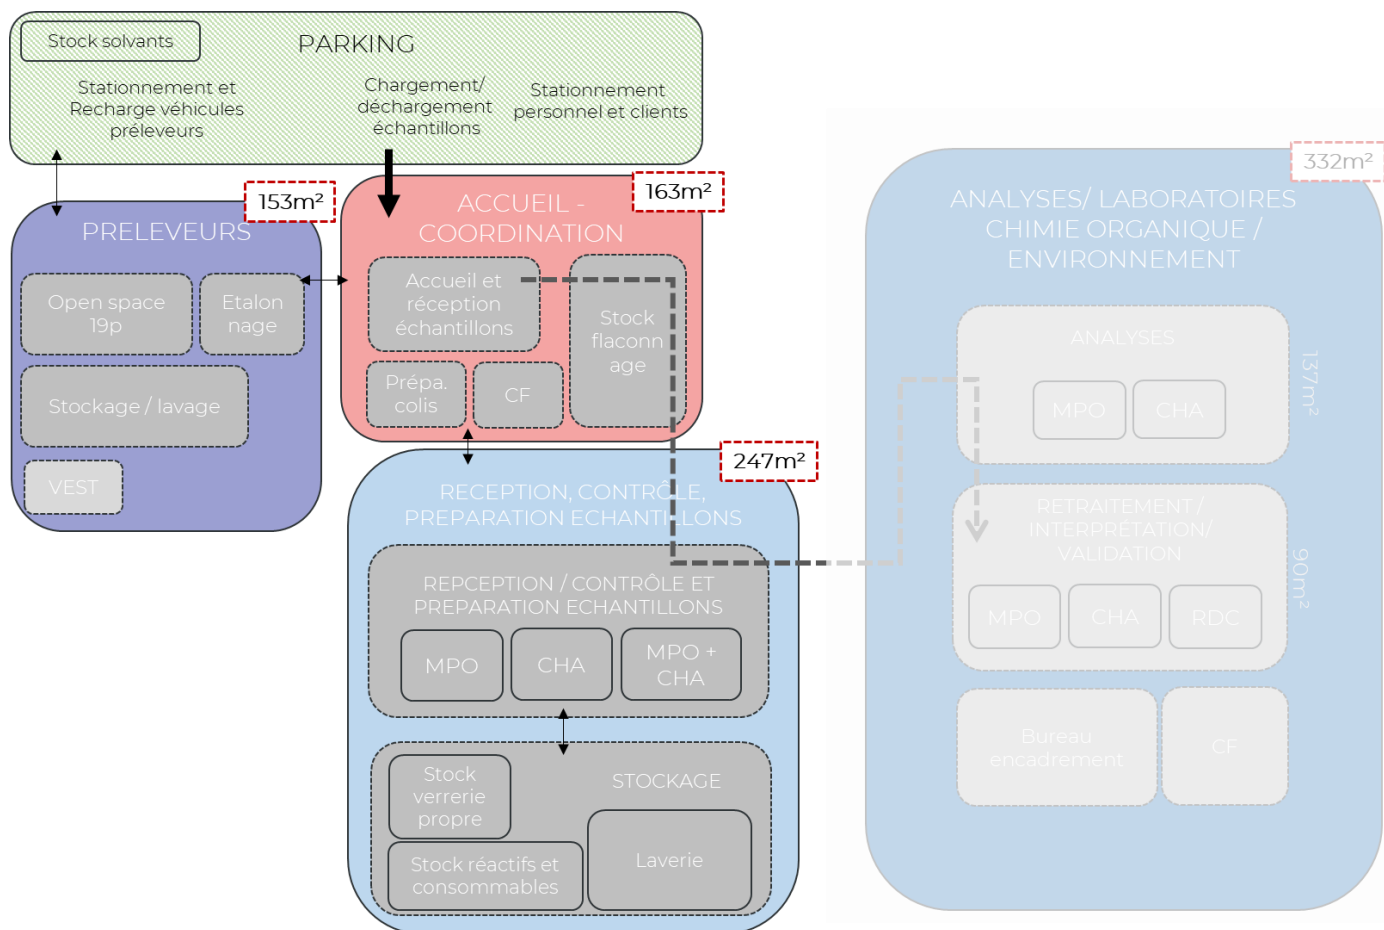 Stock solvants
PARKING
Stationnement et
Recharge véhicules
préleveurs
Chargement/
déchargement
échantillons
Stationnement
personnel et clients
153m²
PRELEVEURS
Open space
19p
Etalon
nage
Stockage / lavage
VEST
163m²
ACCUEIL -
COORDINATION
Accueil et
réception
échantillons
Stock
flaconn
age
Prépa.
colis
CF
247m²
RECEPTION, CONTRÔLE,
PREPARATION ECHANTILLONS
REPCEPTION / CONTRÔLE ET
PREPARATION ECHANTILLONS
MPO
CHA
MPO +
CHA
Stock
verrerie
propre
STOCKAGE
Stock réactifs et
consommables
Laverie
332m²
ANALYSES/ LABORATOIRES
CHIMIE ORGANIQUE /
ENVIRONNEMENT
ANALYSES
MPO
CHA
137m²
RETRAITEMENT /
INTERPRÉTATION/
VALIDATION
MPO
CHA
RDC
90m²
Bureau
encadrement
CF